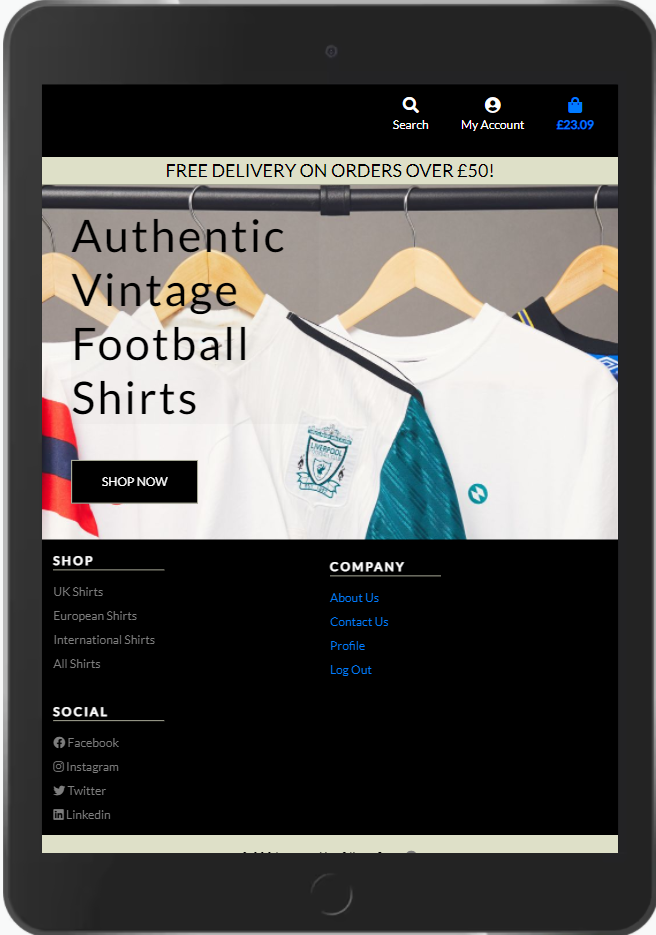 Search
My Account
£23.09
FREE DELIVERY ON ORDERS OVER £50!
Authentic
Vintage
Football
Shirts
LIVERPOOL
SHOP NOW
SHOP
UK Shirts
European Shirts
International Shirts
All Shirts
COMPANY
About Us
Contact Us
Profile
Log Out
SOCIAL
Facebook
Instagram
Twitter
Linkedin